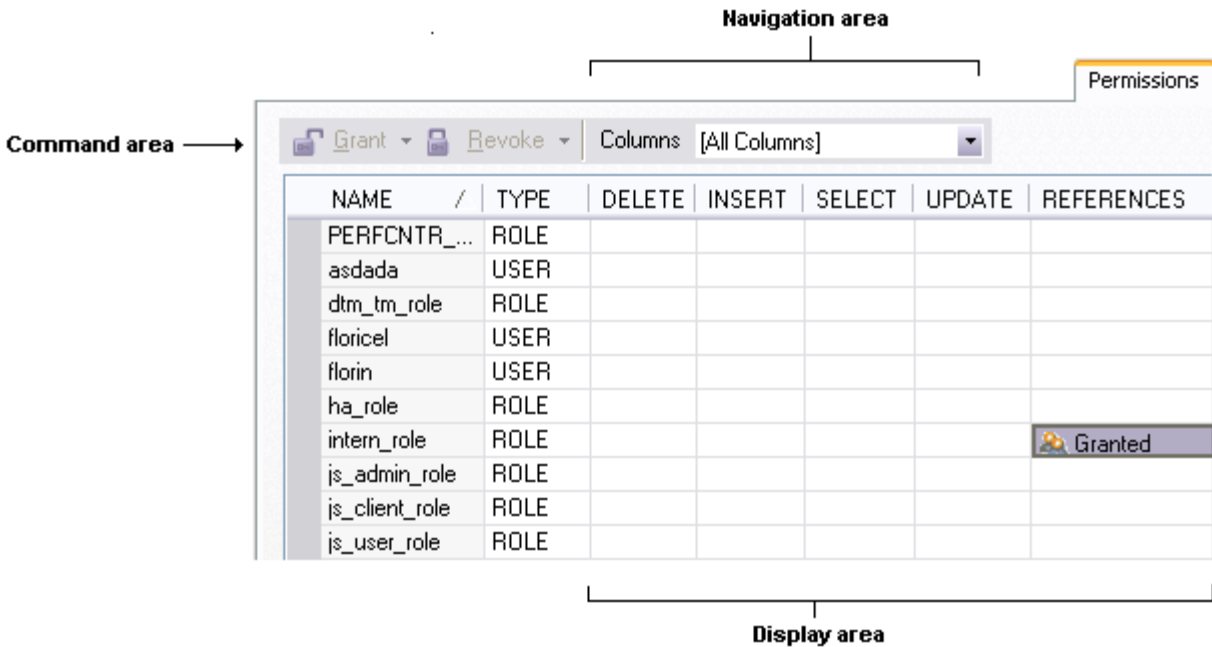 Navigation area
Permissions
Command area
Grant Revoke Columns [All Columns]
NAME / TYPE DELETE INSERT SELECT UPDATE REFERENCES
PERFCNTR_... ROLE
asdada USER
dtm_tm_role ROLE
floricel USER
florin USER
ha_role ROLE
intern_role ROLE Granted
js_admin_role ROLE
js_client_role ROLE
js_user_role ROLE
Display area